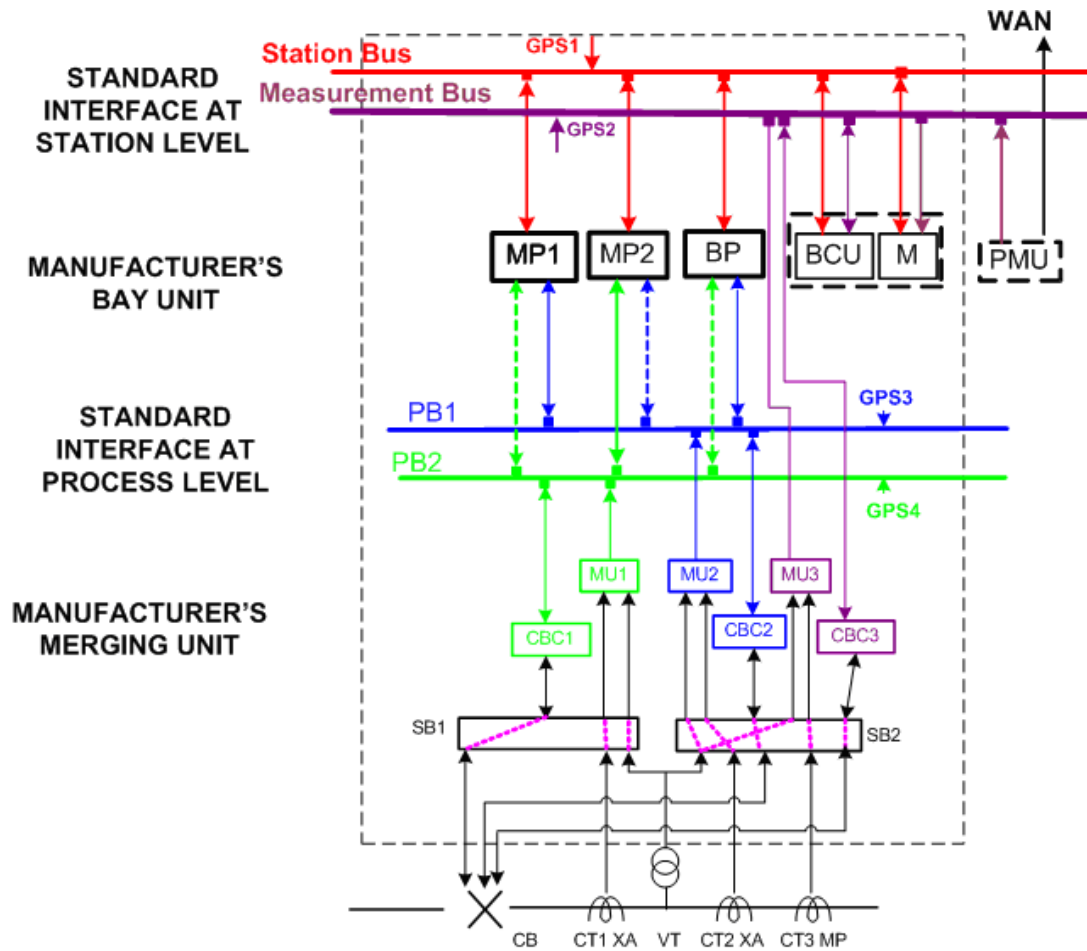 WAN
GPS1
Station Bus
STANDARD
INTERFACE AT
STATION LEVEL
Measurement Bus
GPS2
MANUFACTURER'S
BAY UNIT
MP1
MP2
BP
BCU
M
PMU
STANDARD
INTERFACE AT
PROCESS LEVEL
PB1
GPS3
PB2
GPS4
MANUFACTURER'S
MERGING UNIT
MU1
MU2
MU3
CBC1
CBC2
CBC3
SB1
SB2
CB
CT1 XA
VT
CT2 XA
CT3 MP